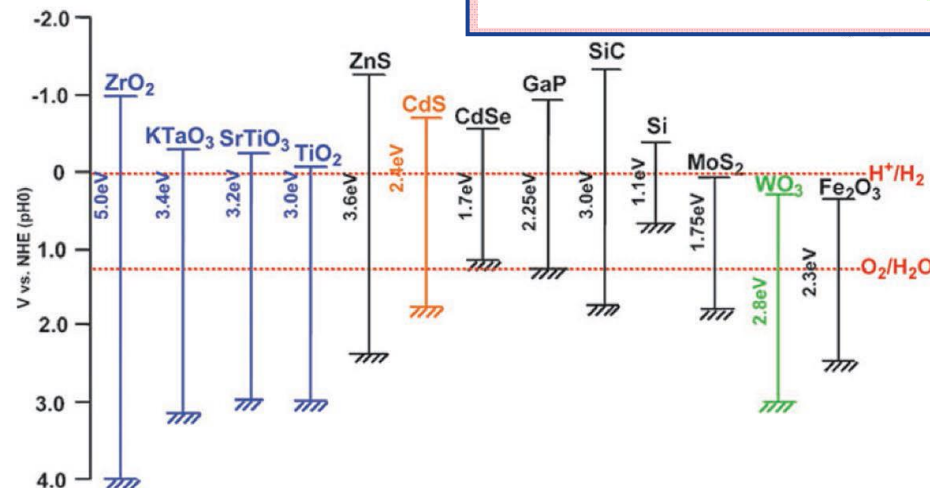 -2.0
-1.0
0
1.0
2.0
3.0
4.0
V vs. NHE (pH0)
ZrO₂
5.0eV
KTaO₃
3.4eV
SrTiO₃
3.2eV
TiO₂
3.0eV
ZnS
3.6eV
CdS
2.4eV
CdSe
1.7eV
GaP
2.25eV
SiC
3.0eV
Si
1.1eV
MoS₂
1.75eV
WO₃
2.8eV
Fe₂O₃
2.3eV
H⁺/H₂
O₂/H₂O